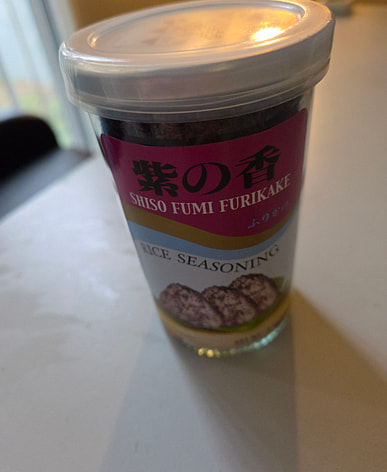 紫の香
SHISO FUMI FURIKAKE
ふりかけ
RICE SEASONING